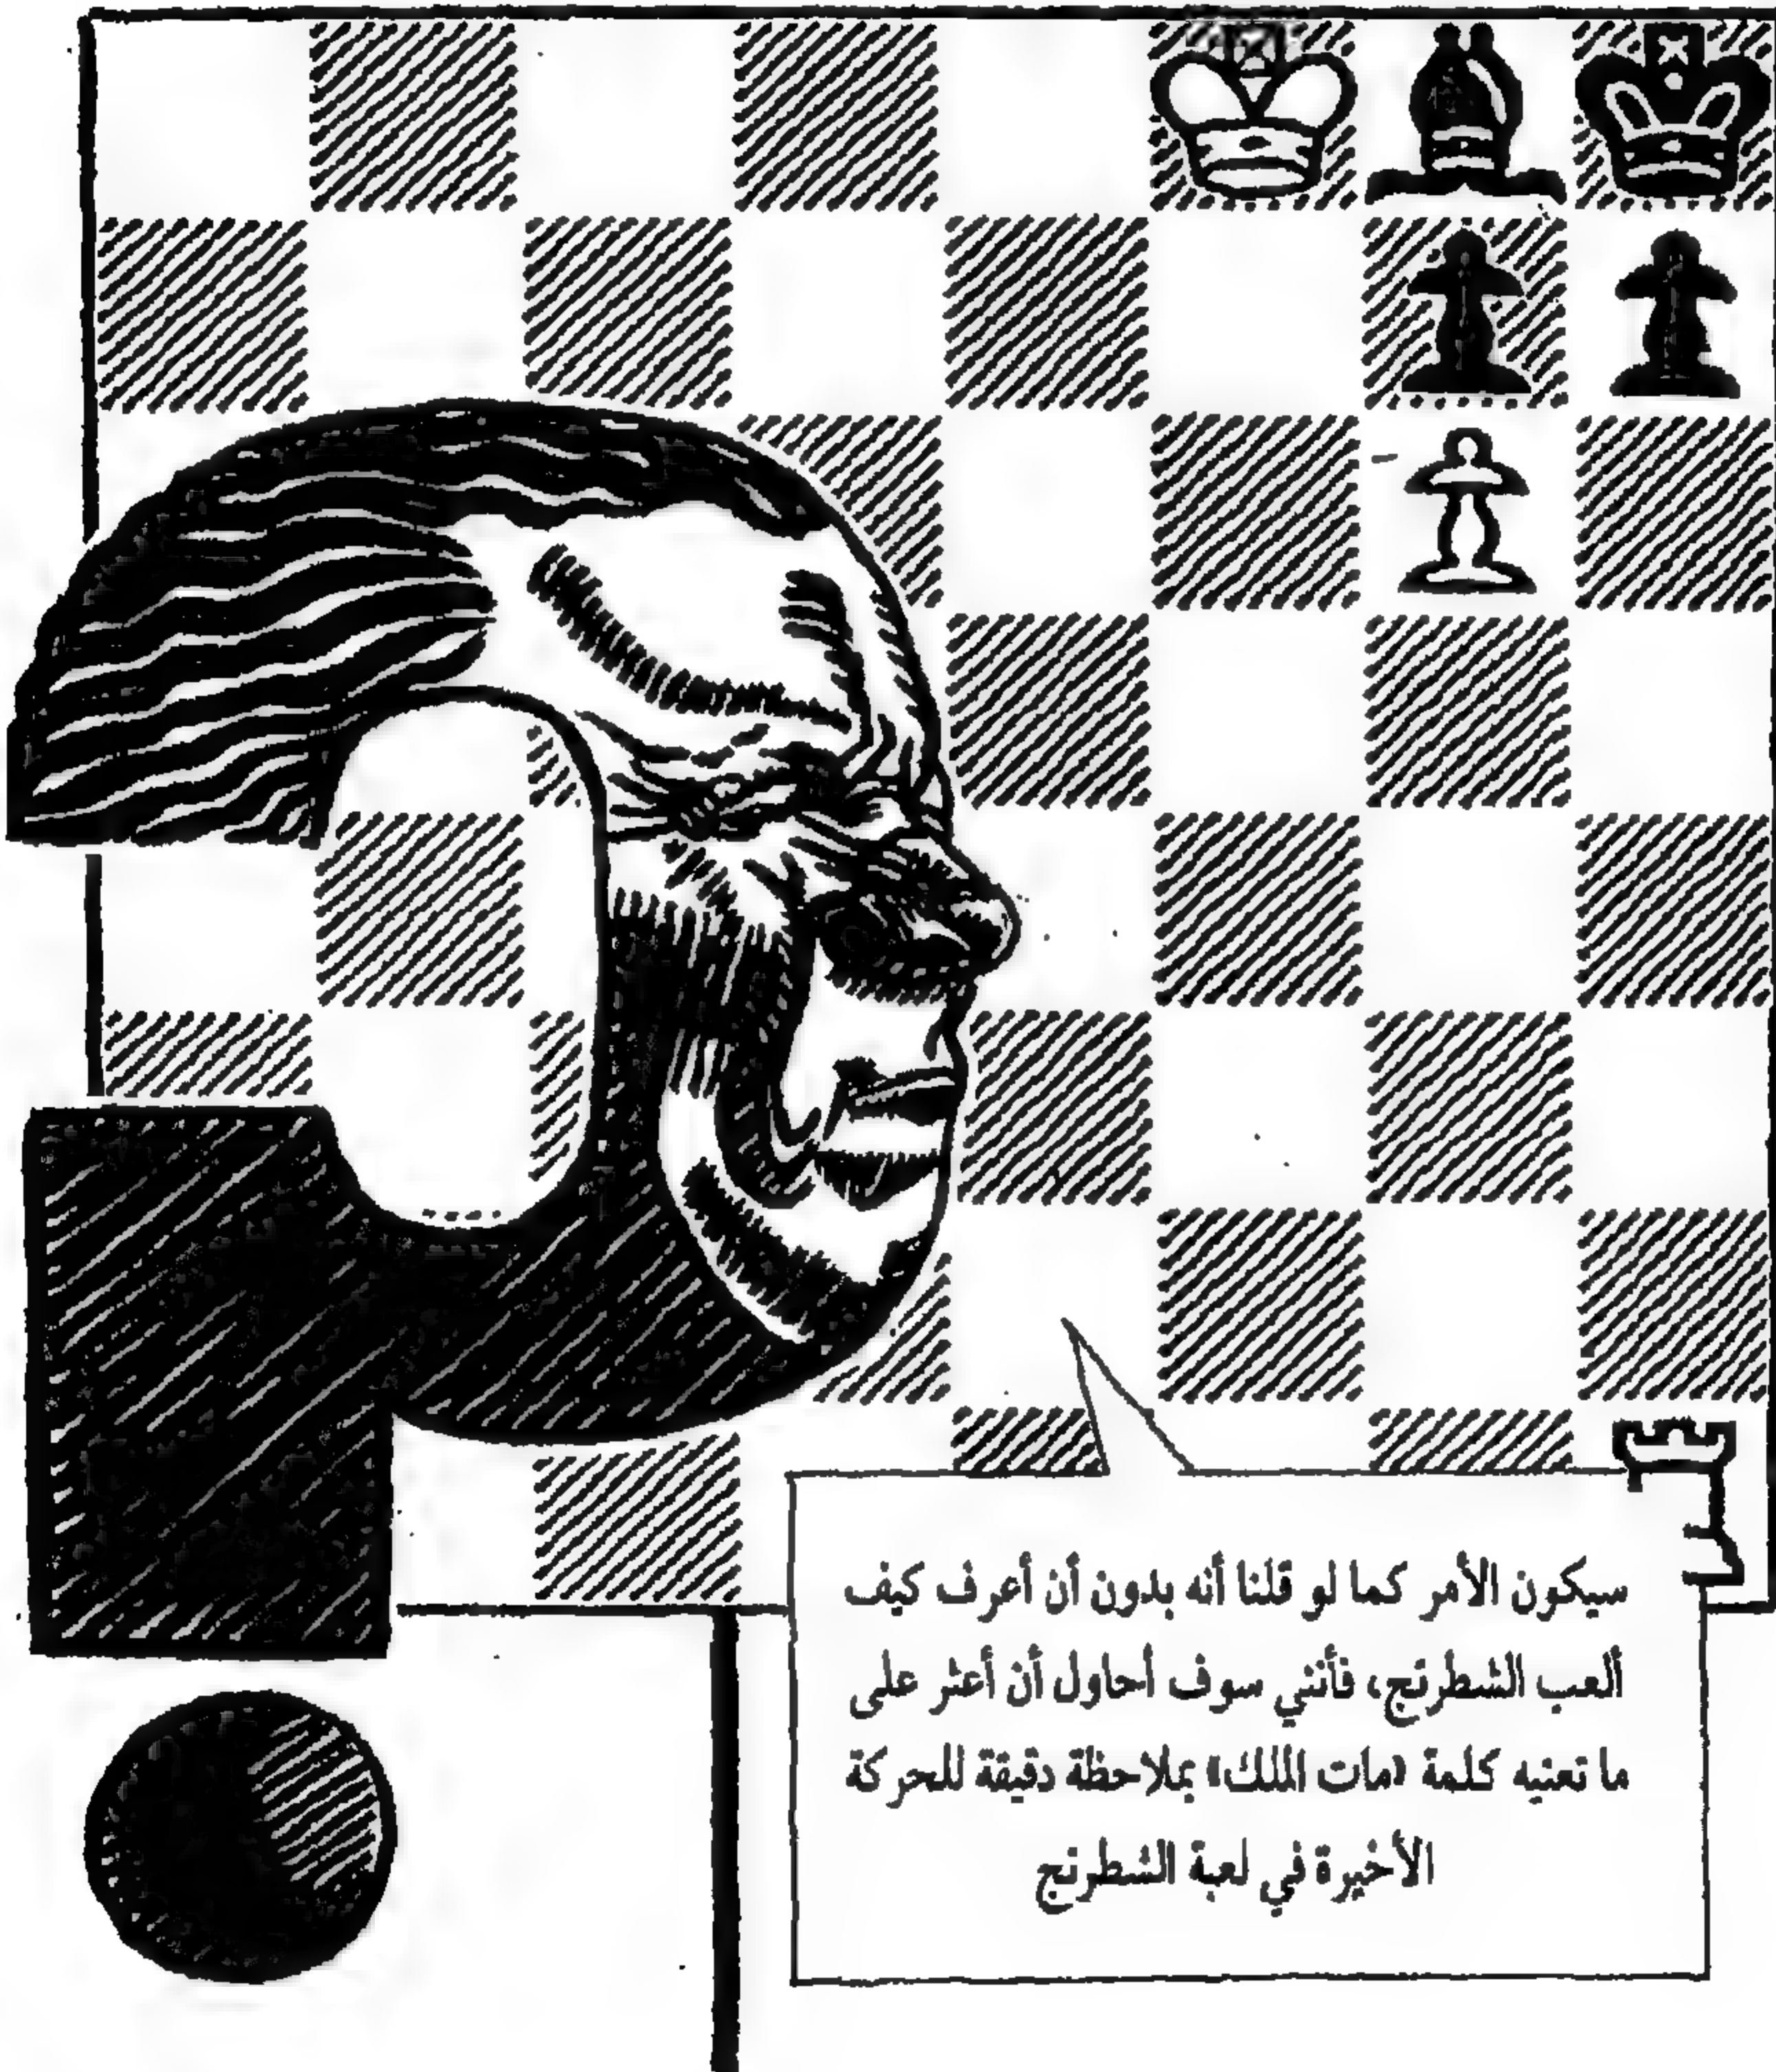 سيكون الأمر كما لو قلنا أنه بدون أن أعرف كيف
ألعب الشطرنج، فأنني سوف أحاول أن أعثر على
ما تعنيه كلمة «مات الملك» بملاحظة دقيقة للحركة
الأخيرة في لعبة الشطرنج